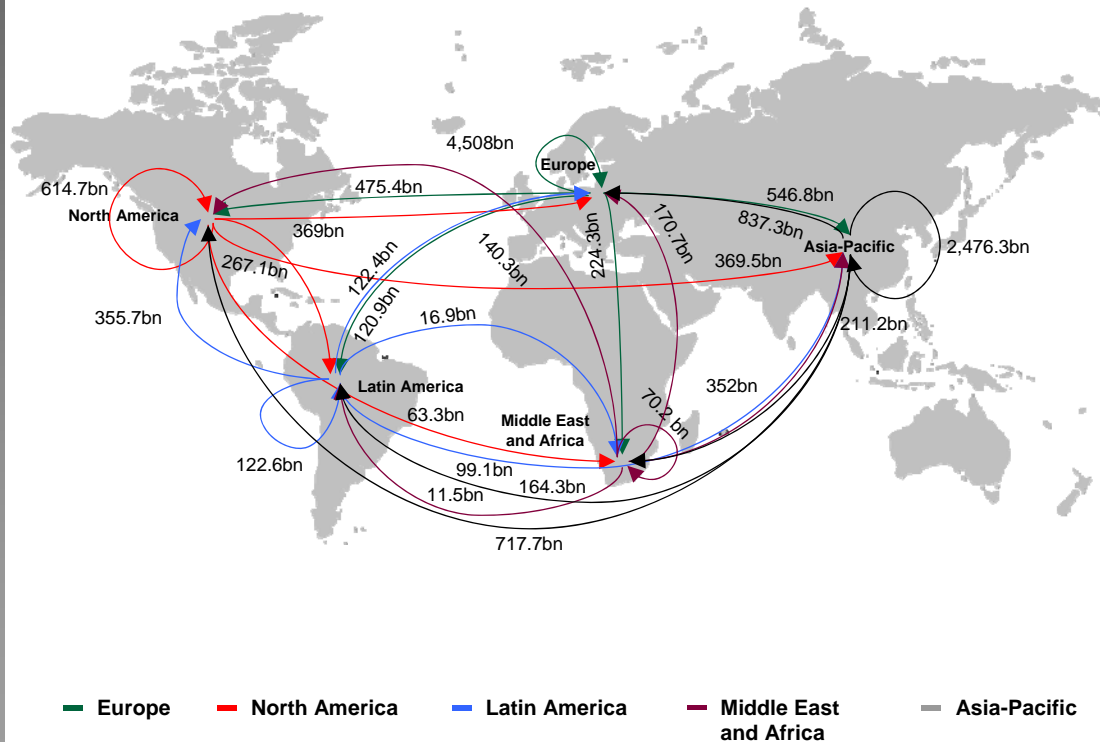 4,508bn
Europe
614.7bn
475.4bn
546.8bn
North America
369bn
837.3bn
Asia-Pacific
2,476.3bn
267.1bn
122.4bn
140.3bn
224.3bn
170.7bn
369.5bn
355.7bn
120.9bn
16.9bn
211.2bn
Latin America
352bn
63.3bn
Middle East
and Africa
70.2 bn
122.6bn
99.1bn
11.5bn
164.3bn
717.7bn
Europe
North America
Latin America
Middle East
and Africa
Asia-Pacific